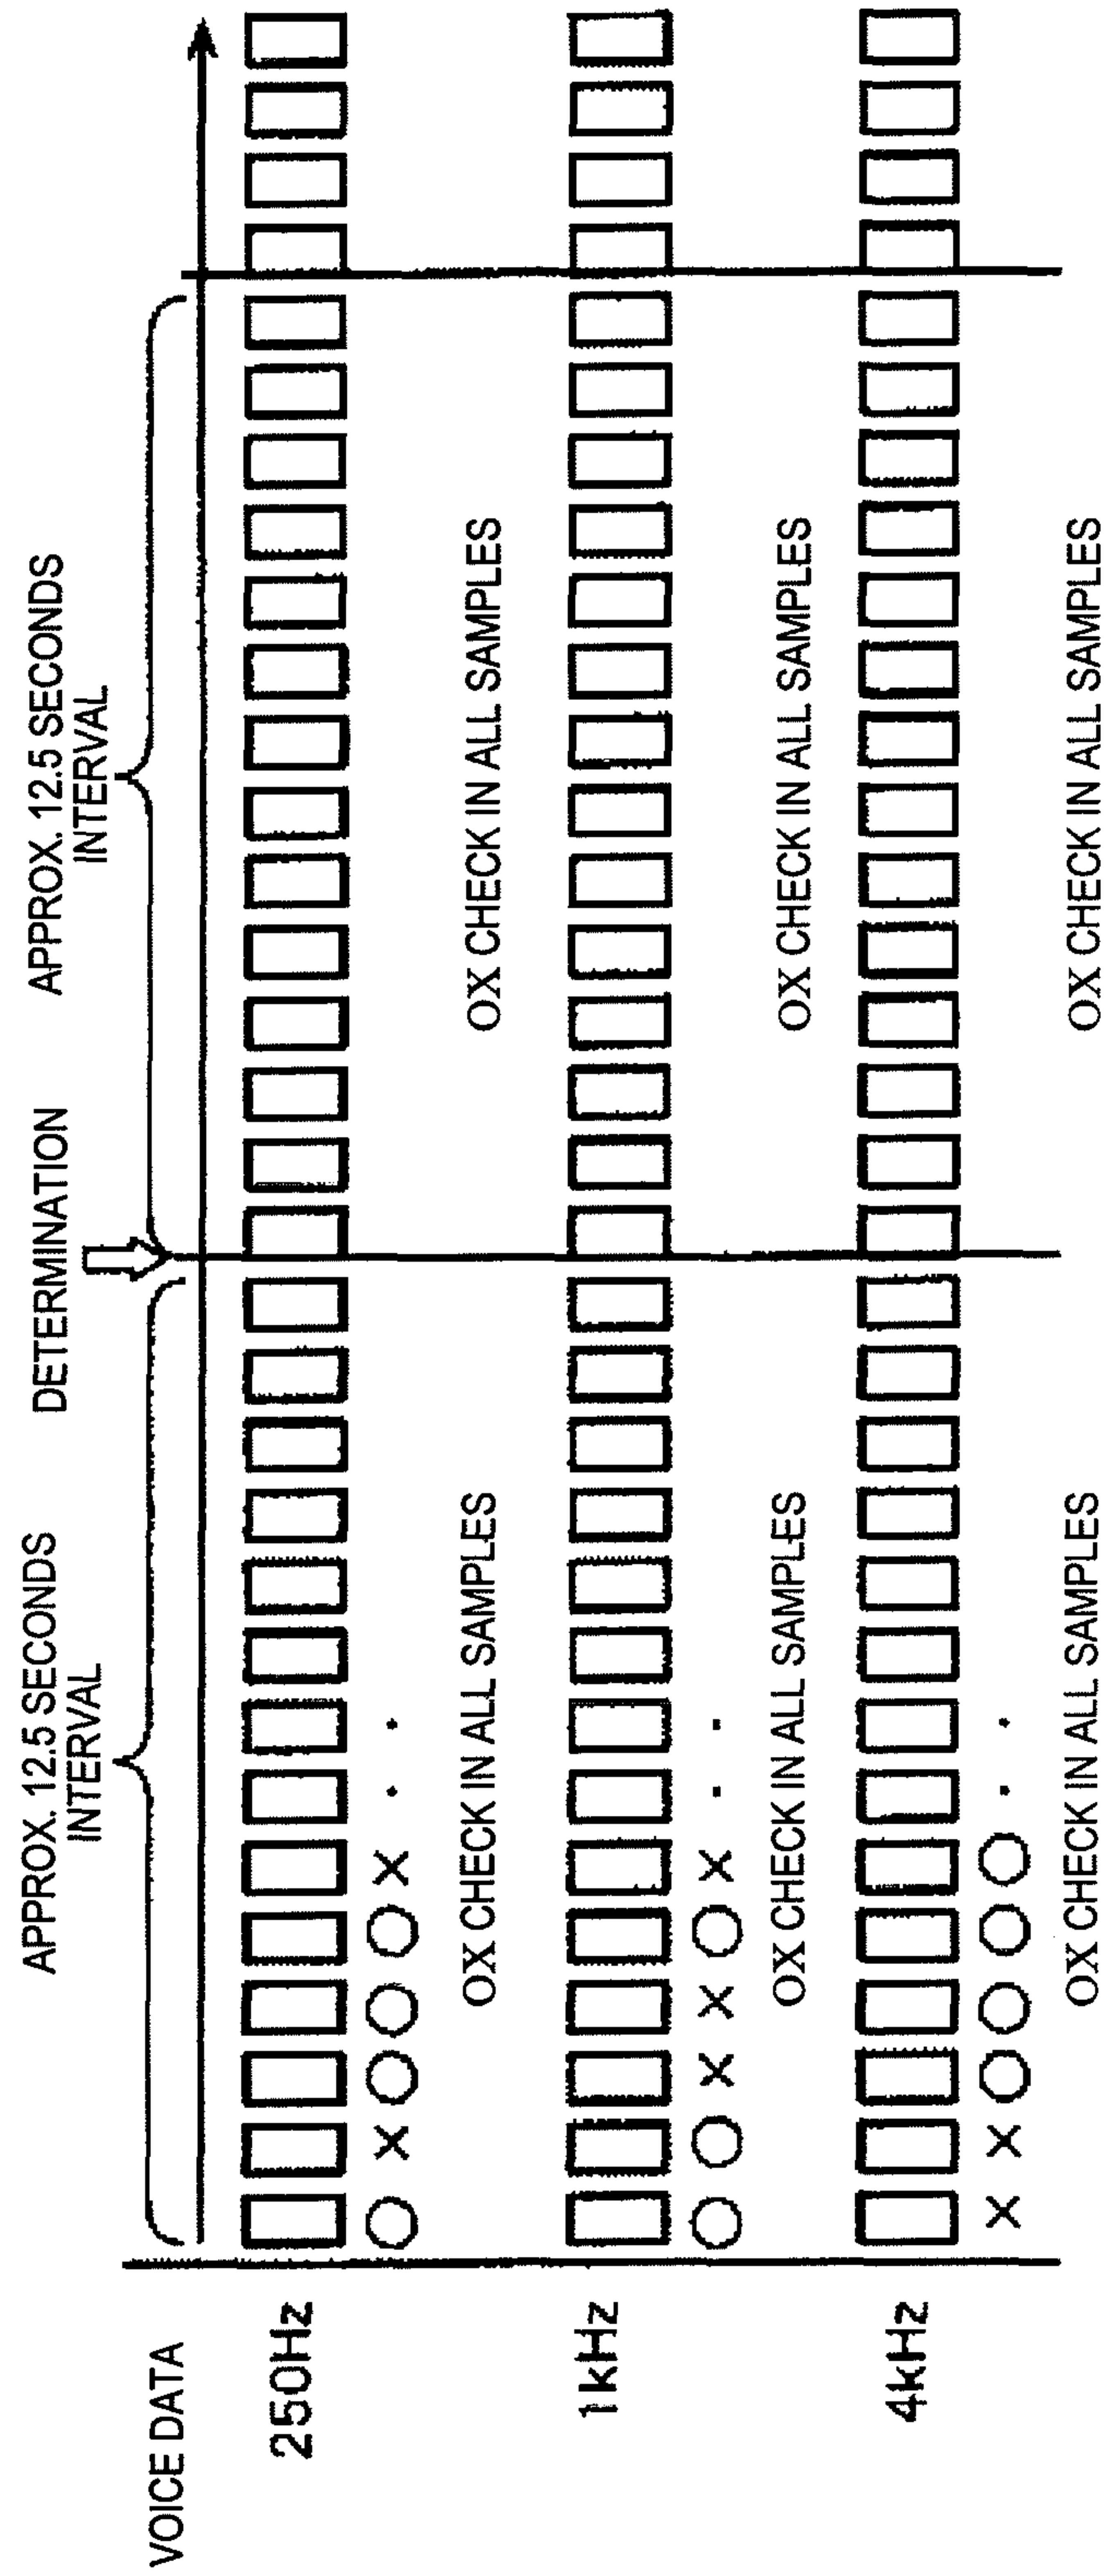 VOICE DATA
APPROX. 12.5 SECONDS
INTERVAL
DETERMINATION
APPROX. 12.5 SECONDS
INTERVAL
250Hz
O X O O O X · ·
OX CHECK IN ALL SAMPLES
OX CHECK IN ALL SAMPLES
1kHz
O O X X O X · ·
OX CHECK IN ALL SAMPLES
OX CHECK IN ALL SAMPLES
4kHz
X X O O O O · ·
OX CHECK IN ALL SAMPLES
OX CHECK IN ALL SAMPLES